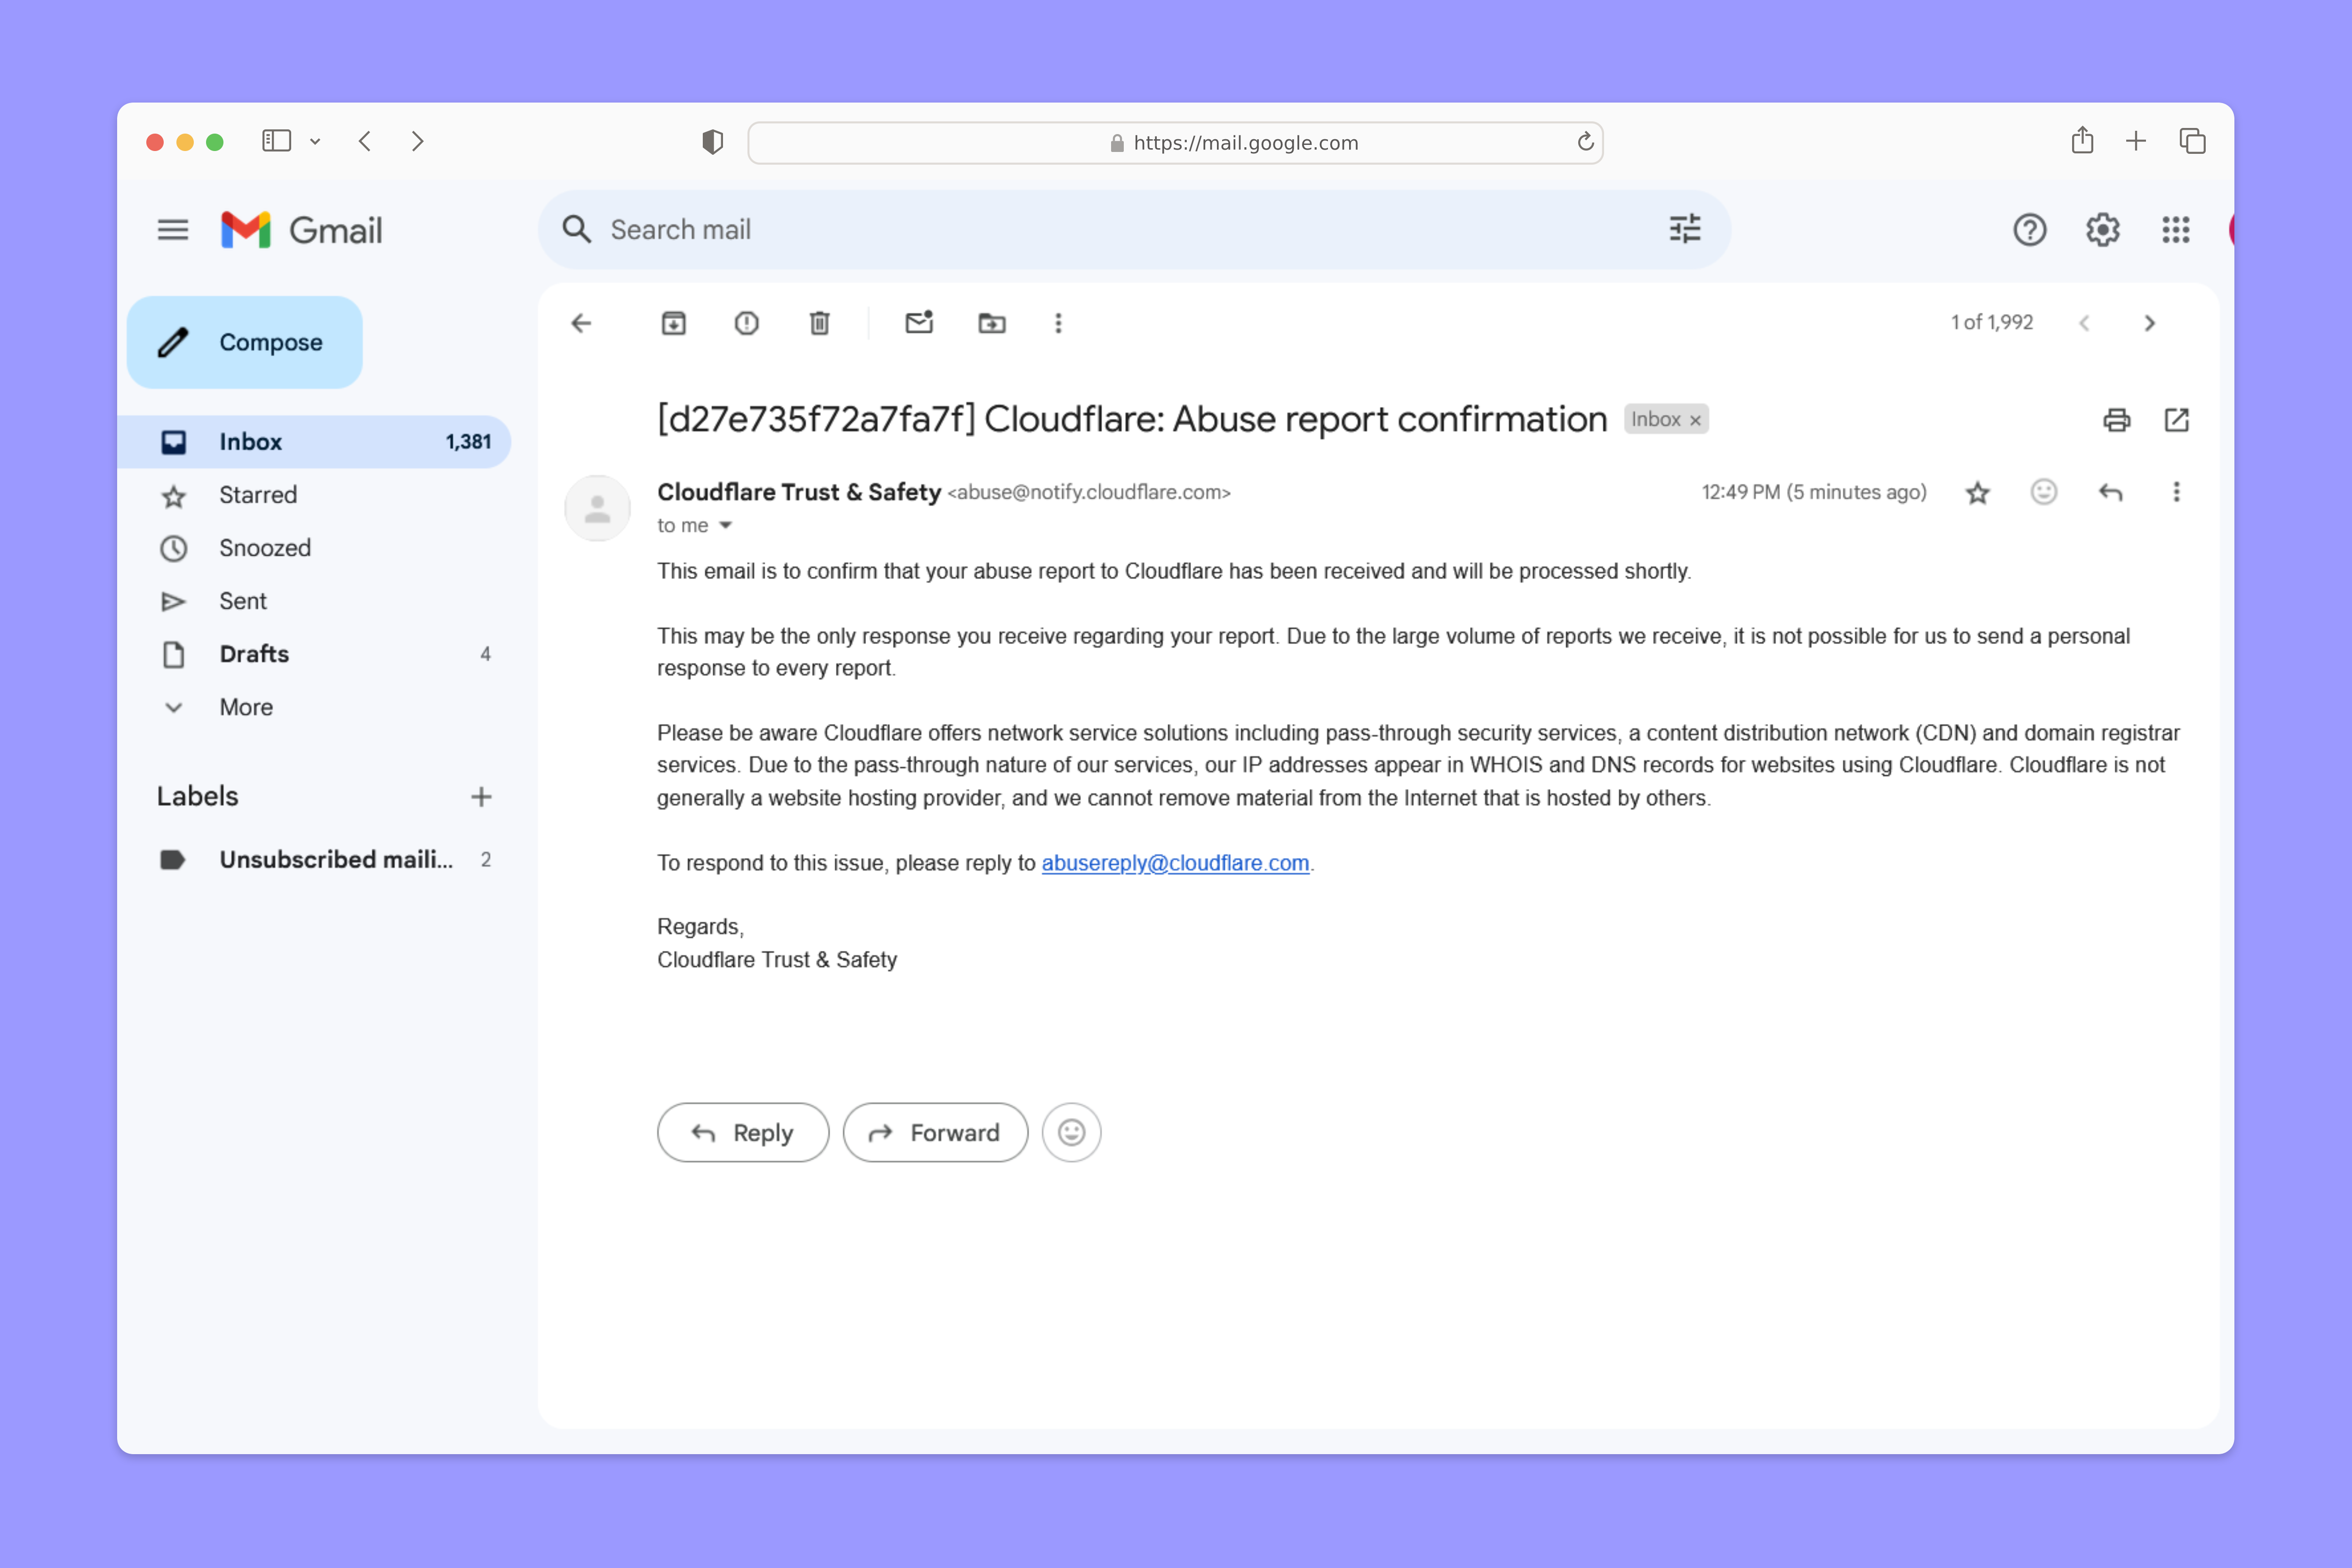 https://mail.google.com
Gmail
Search mail
Compose
1 of 1,992
[d27e735f72a7fa7f] Cloudflare: Abuse report confirmation Inbox ×
Inbox 1,381
Starred
Snoozed
Sent
Drafts 4
More
Labels
Unsubscribed maili... 2
Cloudflare Trust & Safety <abuse@notify.cloudflare.com> 12:49 PM (5 minutes ago)
to me
This email is to confirm that your abuse report to Cloudflare has been received and will be processed shortly.
This may be the only response you receive regarding your report. Due to the large volume of reports we receive, it is not possible for us to send a personal
response to every report.
Please be aware Cloudflare offers network service solutions including pass-through security services, a content distribution network (CDN) and domain registrar
services. Due to the pass-through nature of our services, our IP addresses appear in WHOIS and DNS records for websites using Cloudflare. Cloudflare is not
generally a website hosting provider, and we cannot remove material from the Internet that is hosted by others.
To respond to this issue, please reply to abusereply@cloudflare.com.
Regards,
Cloudflare Trust & Safety
Reply
Forward